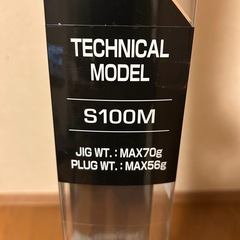 TECHNICAL
MODEL
S100M
JIG WT. : MAX70g
PLUG WT. : MAX56g